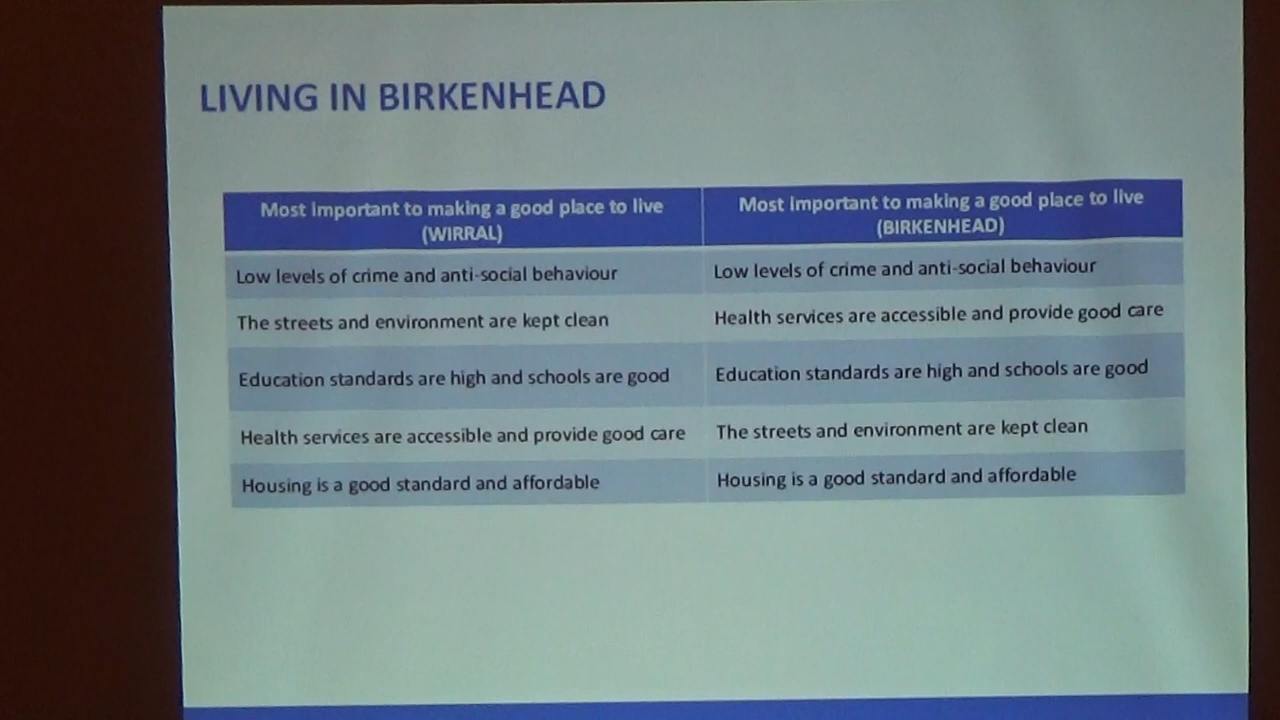 LIVING IN BIRKENHEAD
Most important to making a good place to live
(WIRRAL)
Most important to making a good place to live
(BIRKENHEAD)
Low levels of crime and anti-social behaviour
Low levels of crime and anti-social behaviour
The streets and environment are kept clean
Health services are accessible and provide good care
Education standards are high and schools are good
Education standards are high and schools are good
Health services are accessible and provide good care
The streets and environment are kept clean
Housing is a good standard and affordable
Housing is a good standard and affordable